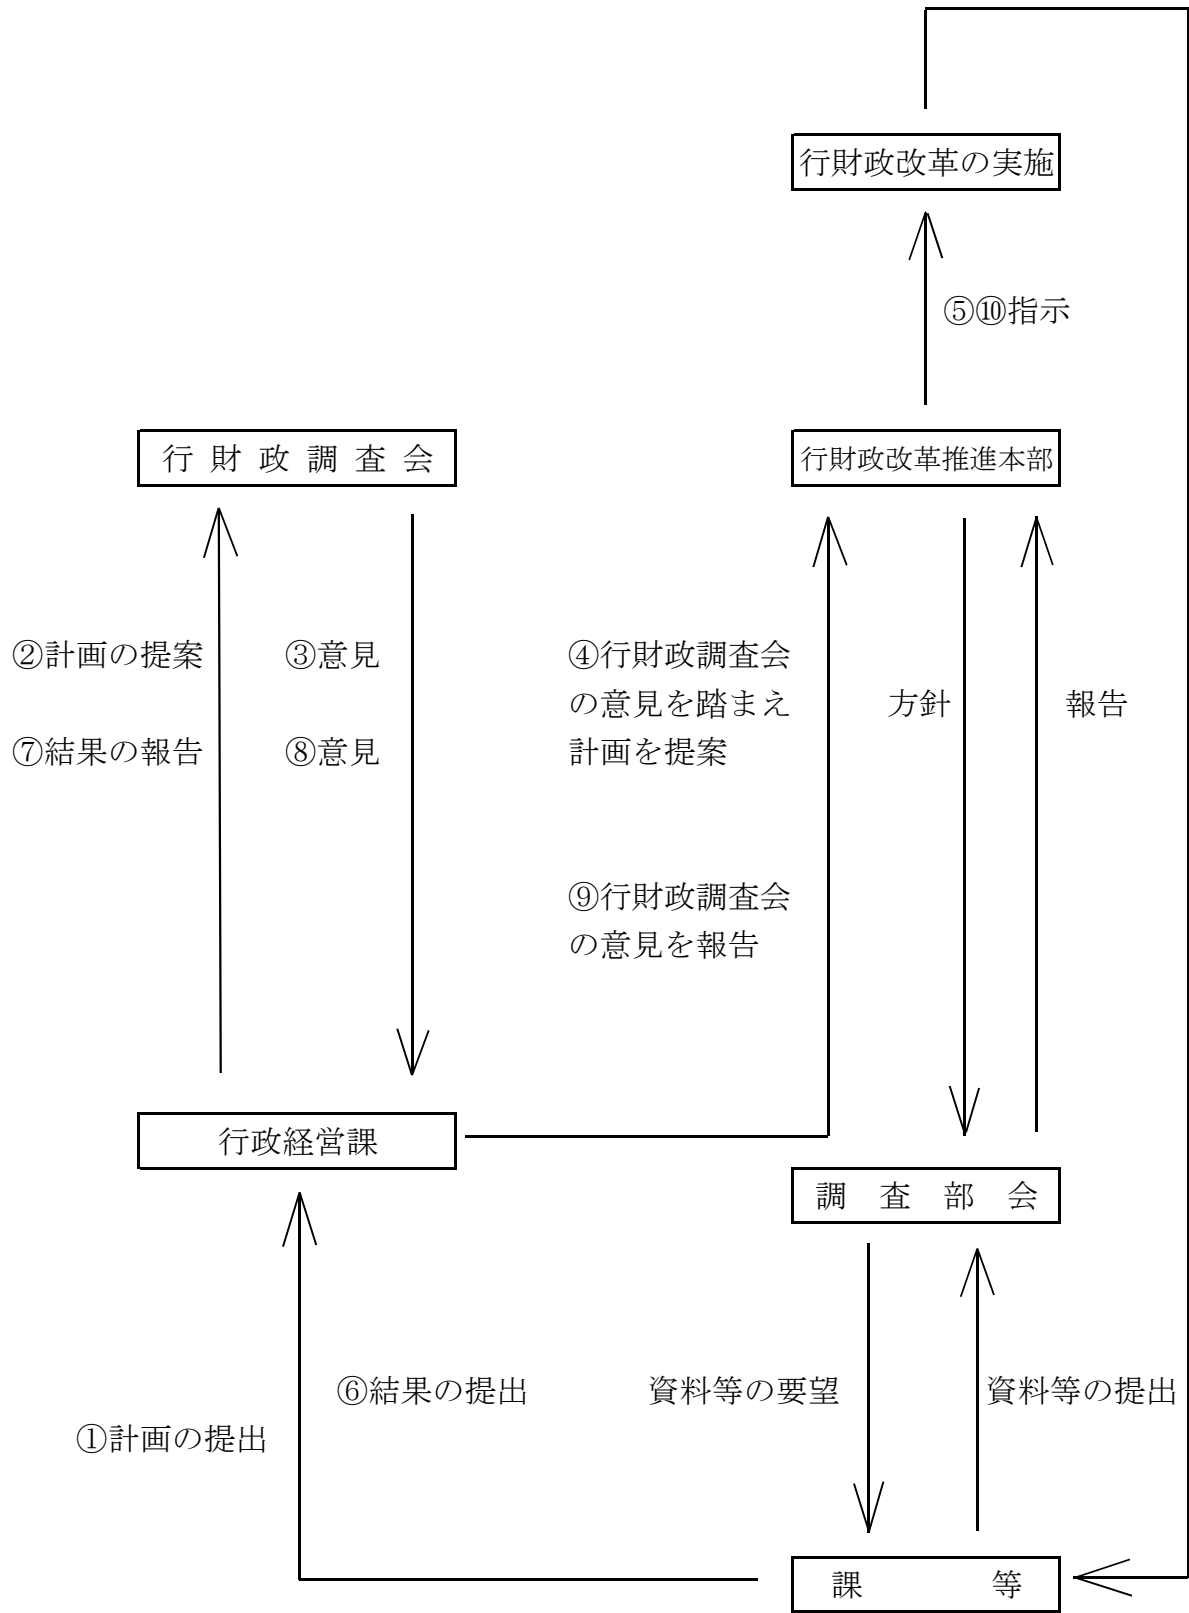 行財政改革の実施
⑤⑩指示
行財政調査会
行財政改革推進本部
②計画の提案
③意見
④行財政調査会
の意見を踏まえ
計画を提案
方針
報告
⑦結果の報告
⑧意見
⑨行財政調査会
の意見を報告
行政経営課
調査部会
⑥結果の提出
資料等の要望
資料等の提出
①計画の提出
課等